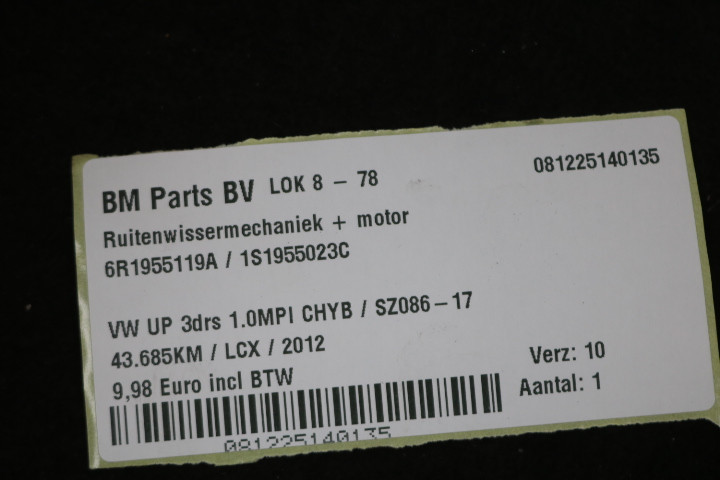 BM Parts BV LOK 8 - 78
081225140135
Ruitenwissermechaniek + motor
6R1955119A / 1S1955023C
VW UP 3drs 1.0MPI CHYB / SZ086-17
43.685KM / LCX / 2012
Verz: 10
9,98 Euro incl BTW
Aantal: 1
081225140135